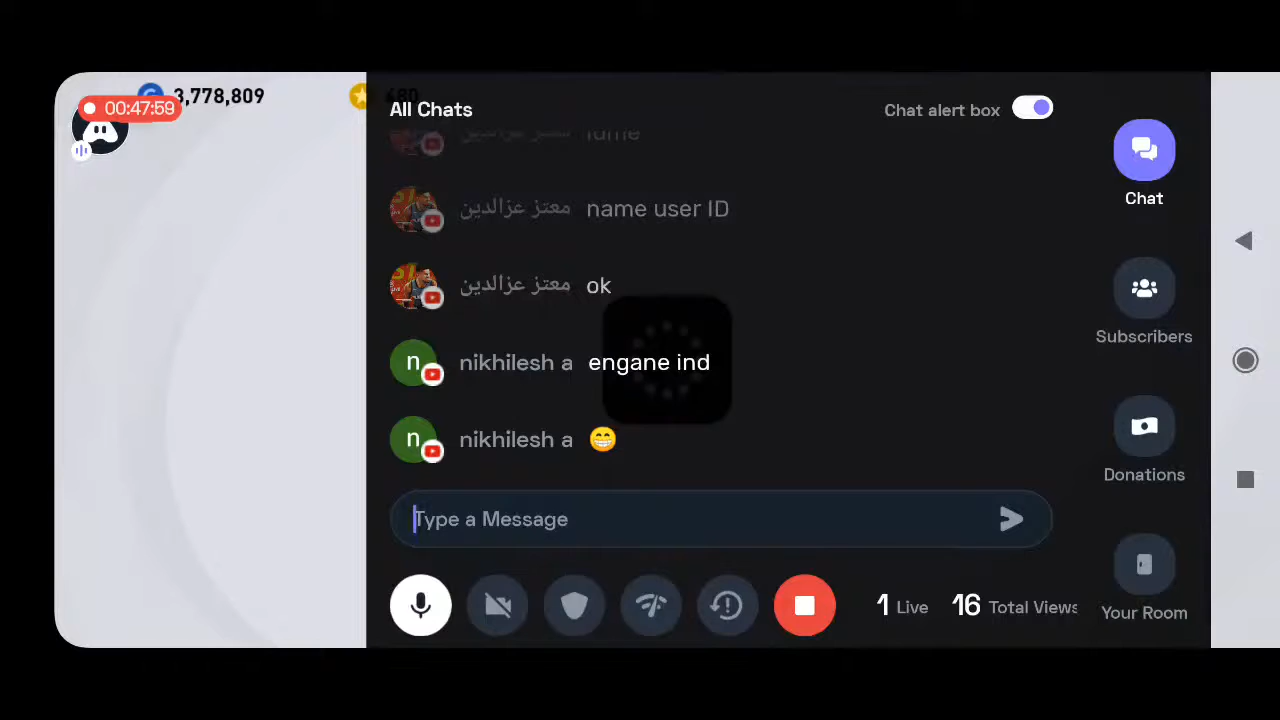 3,778,809
680
00:47:59
All Chats
Chat alert box
معتز عزالدين name user ID
معتز عزالدين ok
n nikhilesh a engane ind
n nikhilesh a 😁
Type a Message
1 Live 16 Total Views
Chat
Subscribers
Donations
Your Room